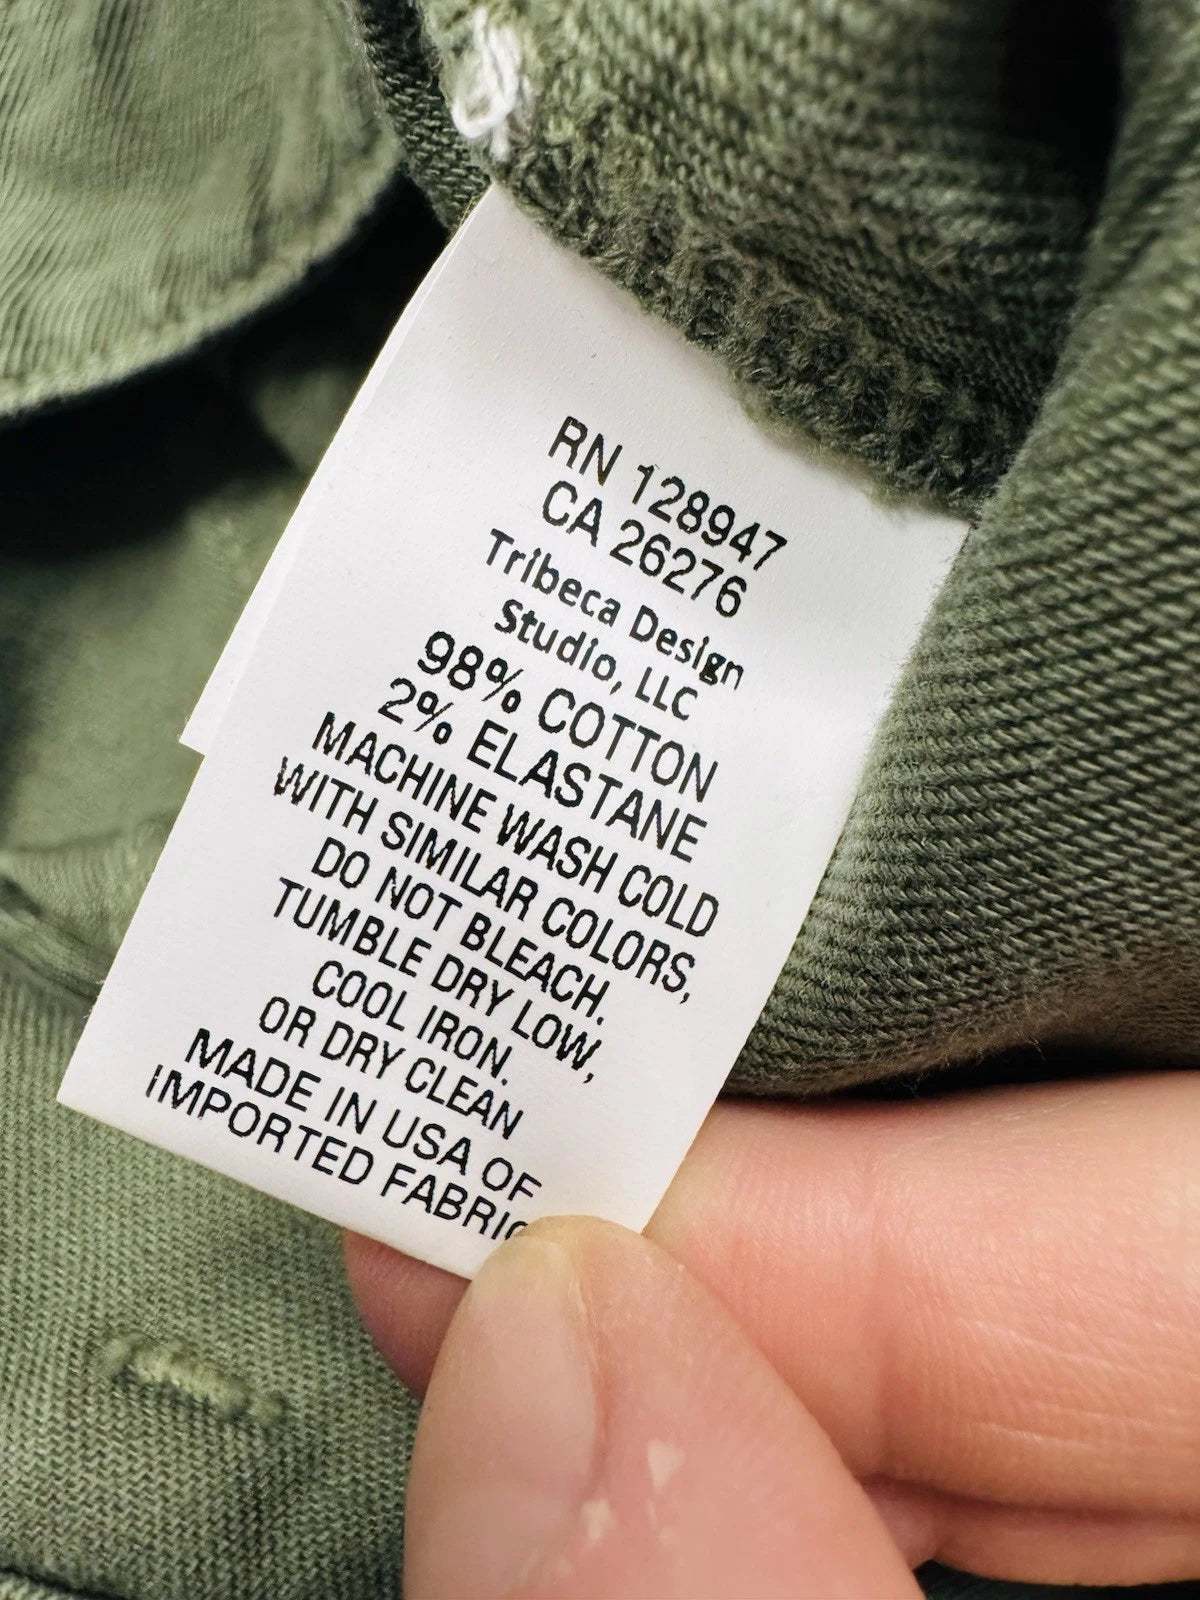 RN 128947
CA 26276
Tribeca Design
Studio, LLC
98% COTTON
2% ELASTANE
MACHINE WASH COLD
WITH SIMILAR COLORS,
DO NOT BLEACH.
TUMBLE DRY LOW,
COOL IRON.
OR DRY CLEAN
MADE IN USA OF
IMPORTED FABRIC